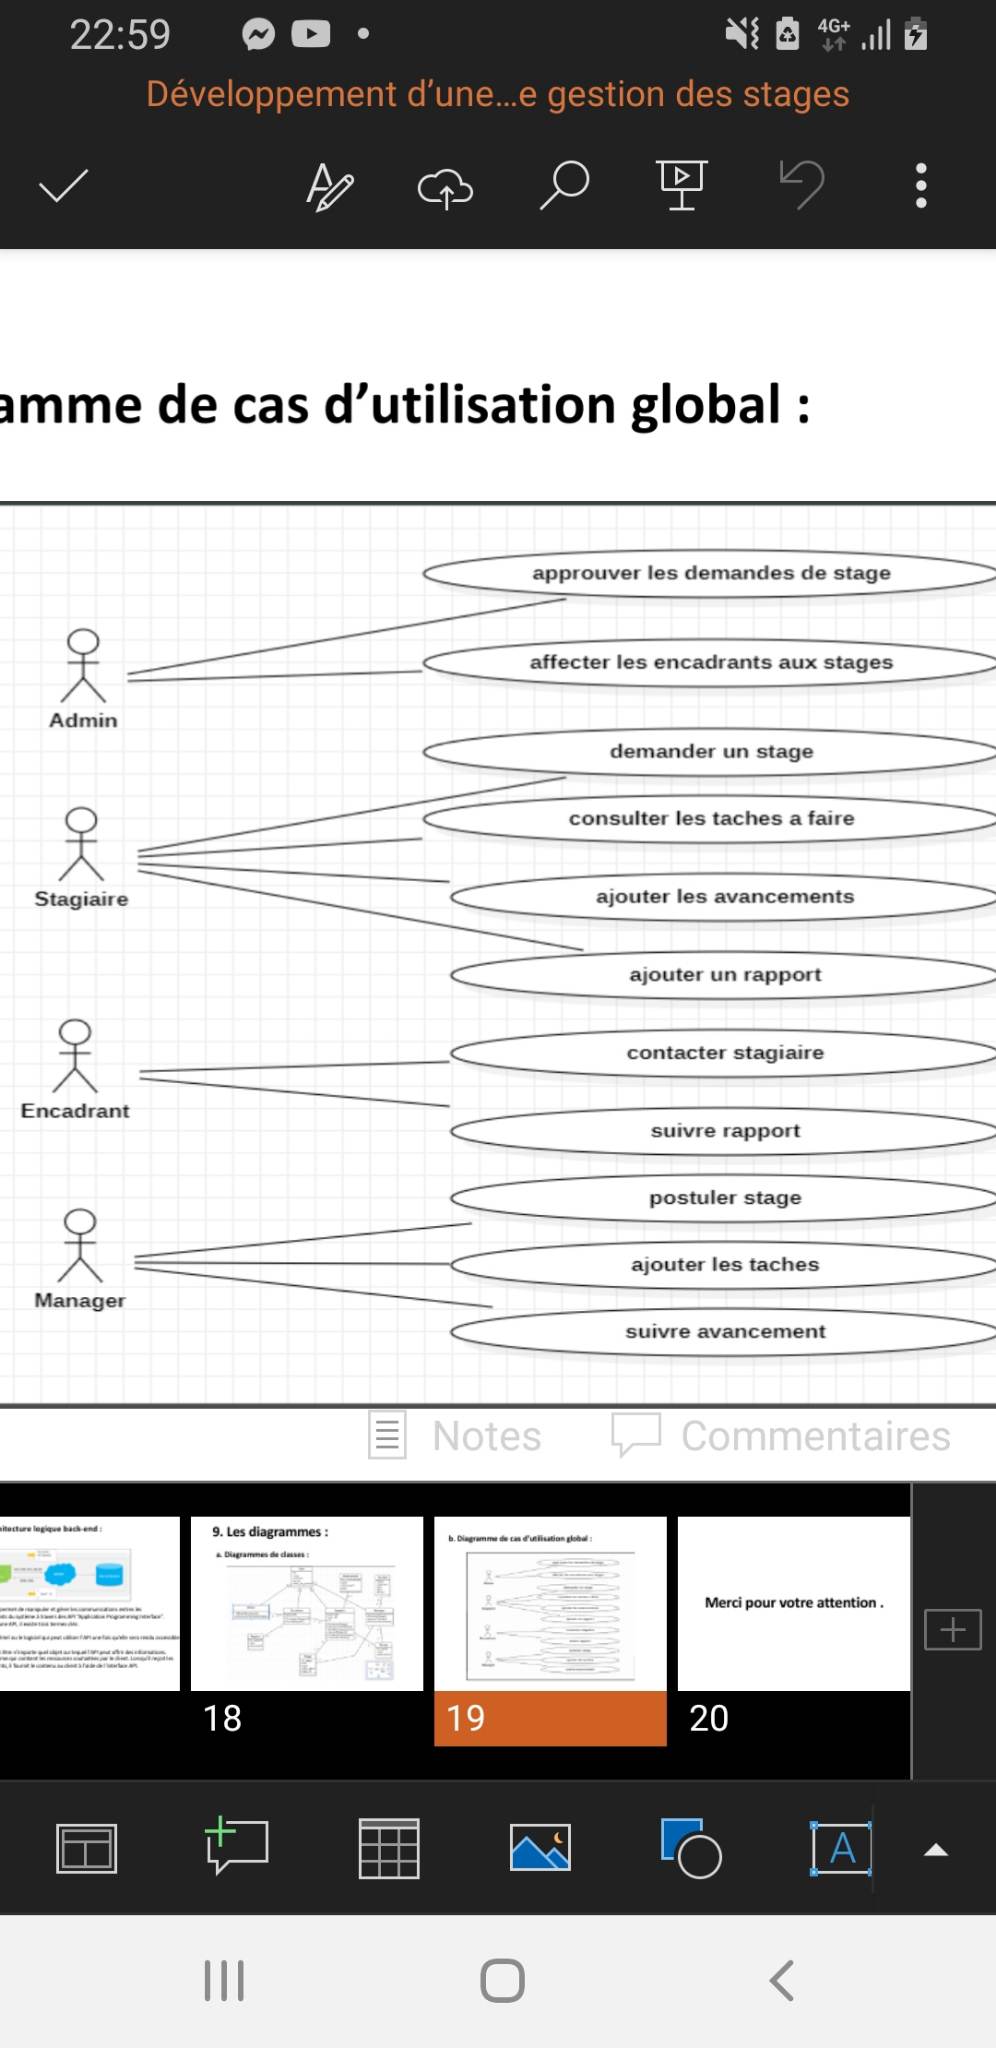 22:59
4G+
Développement d’une...e gestion des stages
amme de cas d’utilisation global :
approuver les demandes de stage
affecter les encadrants aux stages
Admin
demander un stage
consulter les taches a faire
Stagiaire
ajouter les avancements
ajouter un rapport
contacter stagiaire
Encadrant
suivre rapport
postuler stage
ajouter les taches
Manager
suivre avancement
Notes
Commentaires
hitecture logique back-end :
9. Les diagrammes :
a. Diagrammes de classes :
b. Diagramme de cas d’utilisation global :
Merci pour votre attention .
18
19
20
A